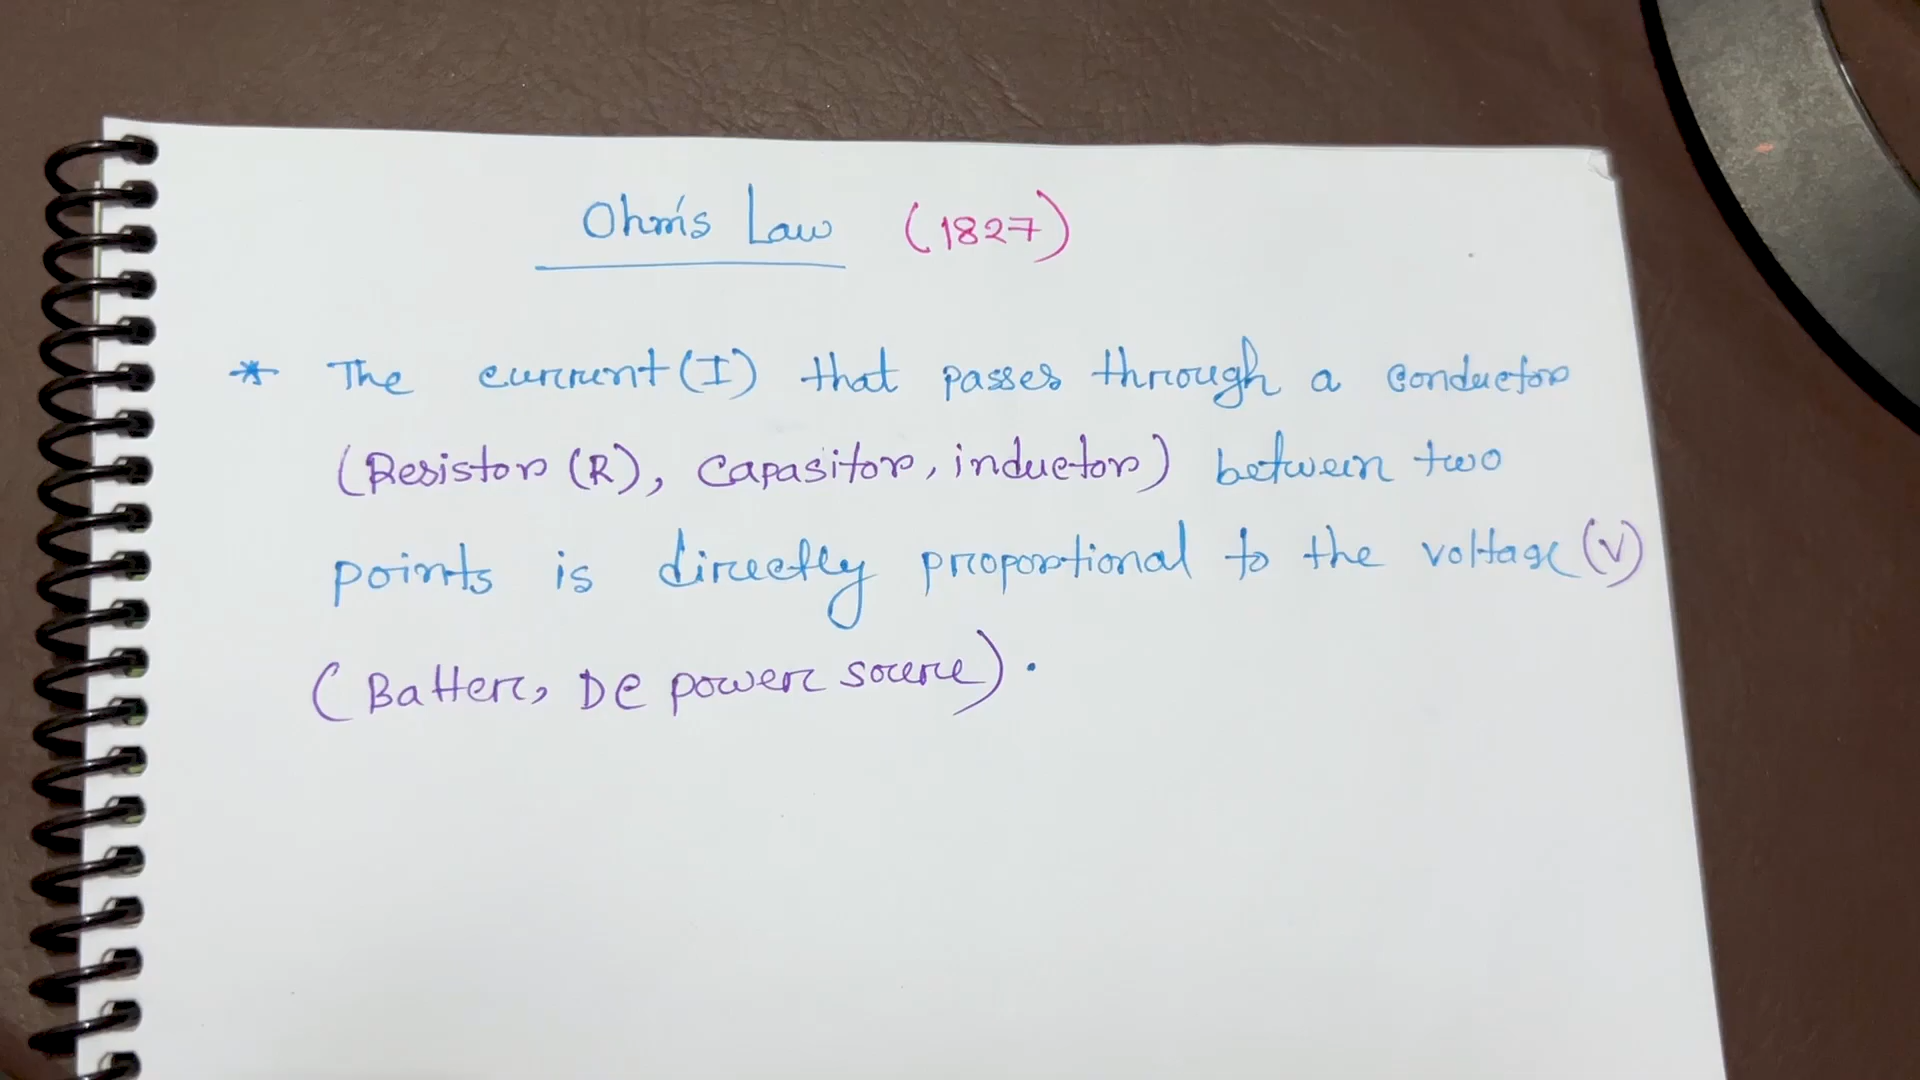 Ohm's Law (1827)
* The current (I) that passes through a conductor
(Resistor (R), Capasitor, inductor) between two
points is directly proportional to the voltage (V)
(Batter, DC power source).